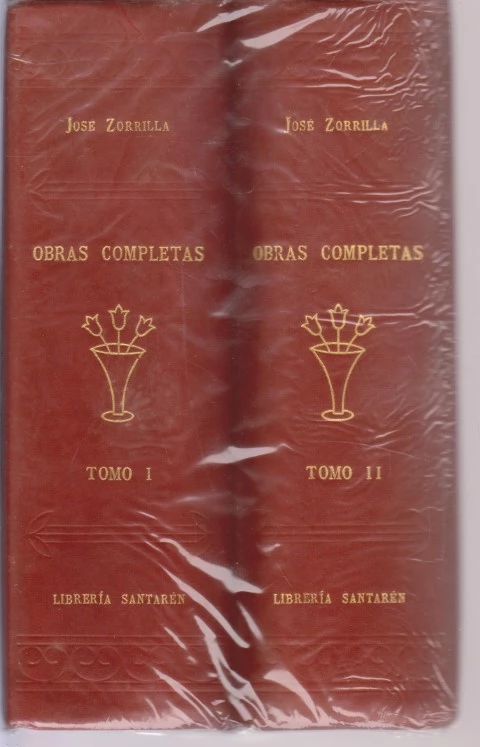 JOSÉ ZORRILLA
OBRAS COMPLETAS
TOMO I
LIBRERÍA SANTARÉN
JOSÉ ZORRILLA
OBRAS COMPLETAS
TOMO II
LIBRERÍA SANTARÉN